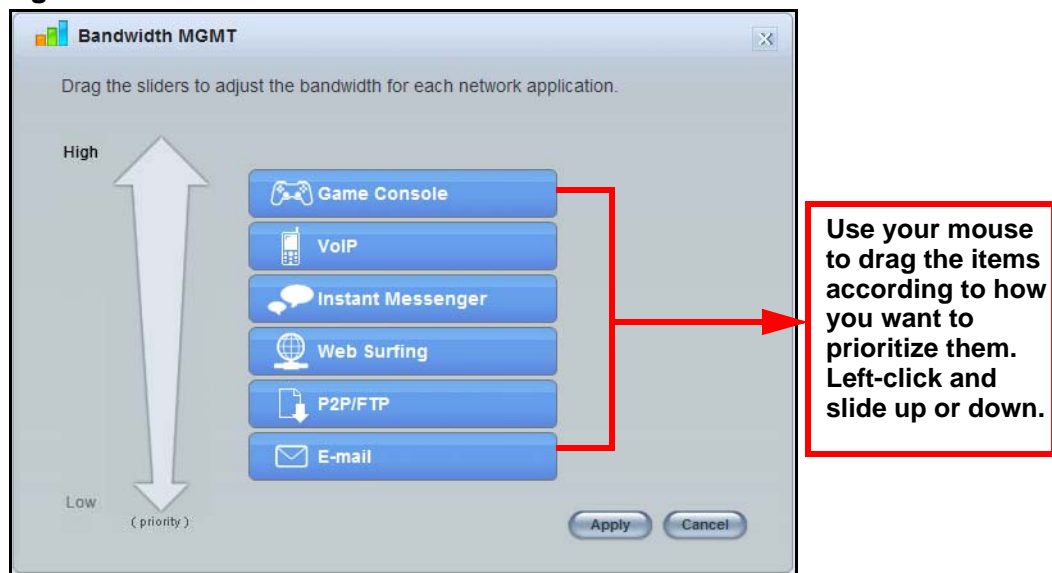 Bandwidth MGMT
Drag the sliders to adjust the bandwidth for each network application.
High
Game Console
VoIP
Instant Messenger
Web Surfing
P2P/FTP
E-mail
Low
( priority )
Apply
Cancel
Use your mouse
to drag the items
according to how
you want to
prioritize them.
Left-click and
slide up or down.